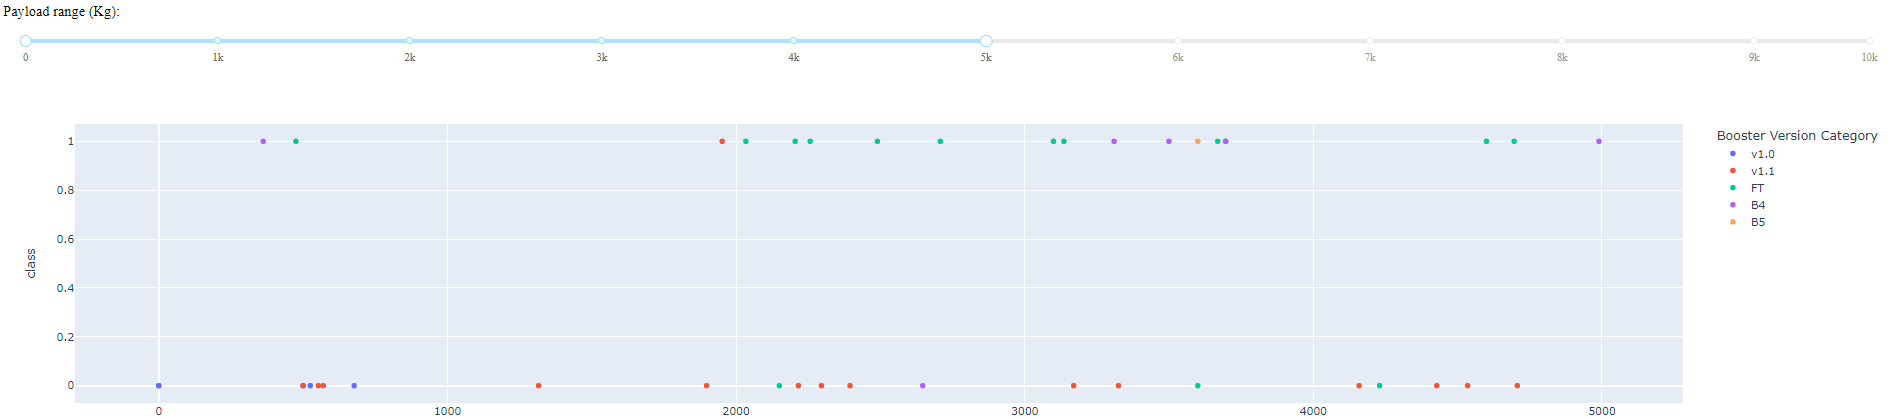 Payload range (Kg):
0 1k 2k 3k 4k 5k 6k 7k 8k 9k 10k
Booster Version Category
v1.0
v1.1
FT
B4
B5
class
1
0.8
0.6
0.4
0.2
0
0 1000 2000 3000 4000 5000